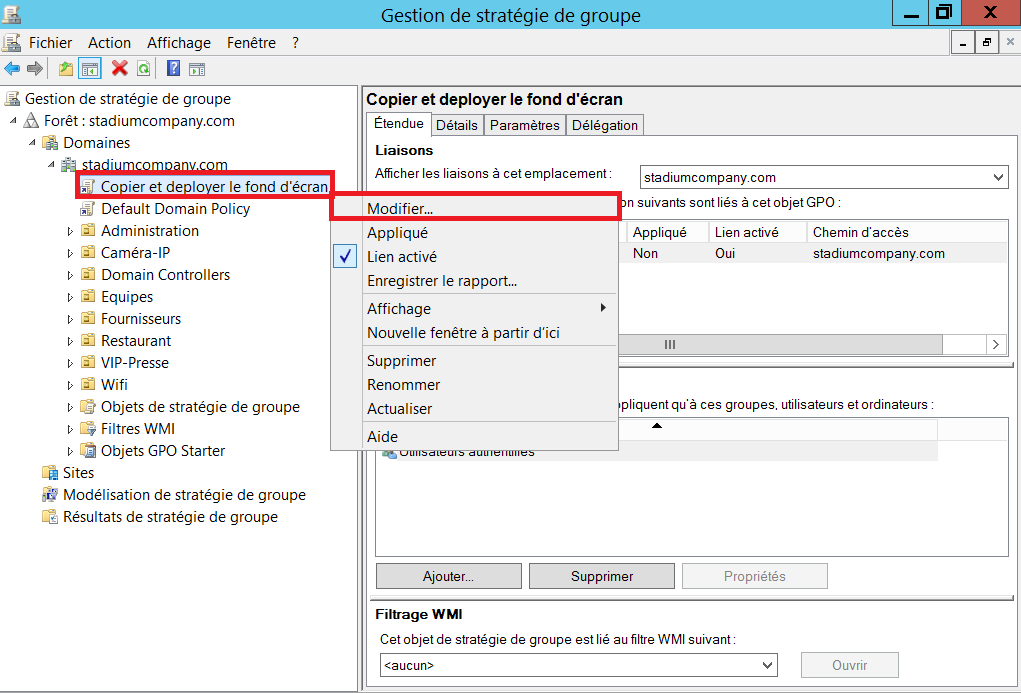 Gestion de stratégie de groupe
Fichier Action Affichage Fenêtre ?
Gestion de stratégie de groupe
Forêt : stadiumcompany.com
Domaines
stadiumcompany.com
Copier et deployer le fond d'écran
Default Domain Policy
Administration
Caméra-IP
Domain Controllers
Equipes
Fournisseurs
Restaurant
VIP-Presse
Wifi
Objets de stratégie de groupe
Filtres WMI
Objets GPO Starter
Sites
Modélisation de stratégie de groupe
Résultats de stratégie de groupe
Modifier...
Appliqué
Lien activé
Enregistrer le rapport...
Affichage
Nouvelle fenêtre à partir d'ici
Supprimer
Renommer
Actualiser
Aide
Copier et deployer le fond d'écran
Étendue Détails Paramètres Délégation
Liaisons
Afficher les liaisons à cet emplacement : stadiumcompany.com
on suivants sont liés à cet objet GPO :
Appliqué Lien activé Chemin d'accès
Non Oui stadiumcompany.com
pliquent qu'à ces groupes, utilisateurs et ordinateurs :
Utilisateurs authentifiés
Ajouter... Supprimer Propriétés
Filtrage WMI
Cet objet de stratégie de groupe est lié au filtre WMI suivant :
<aucun> Ouvrir